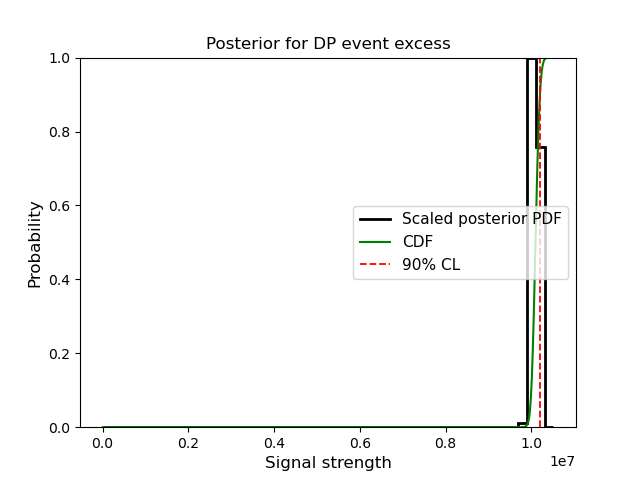 Posterior for DP event excess
Probability
1.0
0.8
0.6
0.4
0.2
0.0
Scaled posterior PDF
CDF
90% CL
0.0 0.2 0.4 0.6 0.8 1.0
1e7
Signal strength